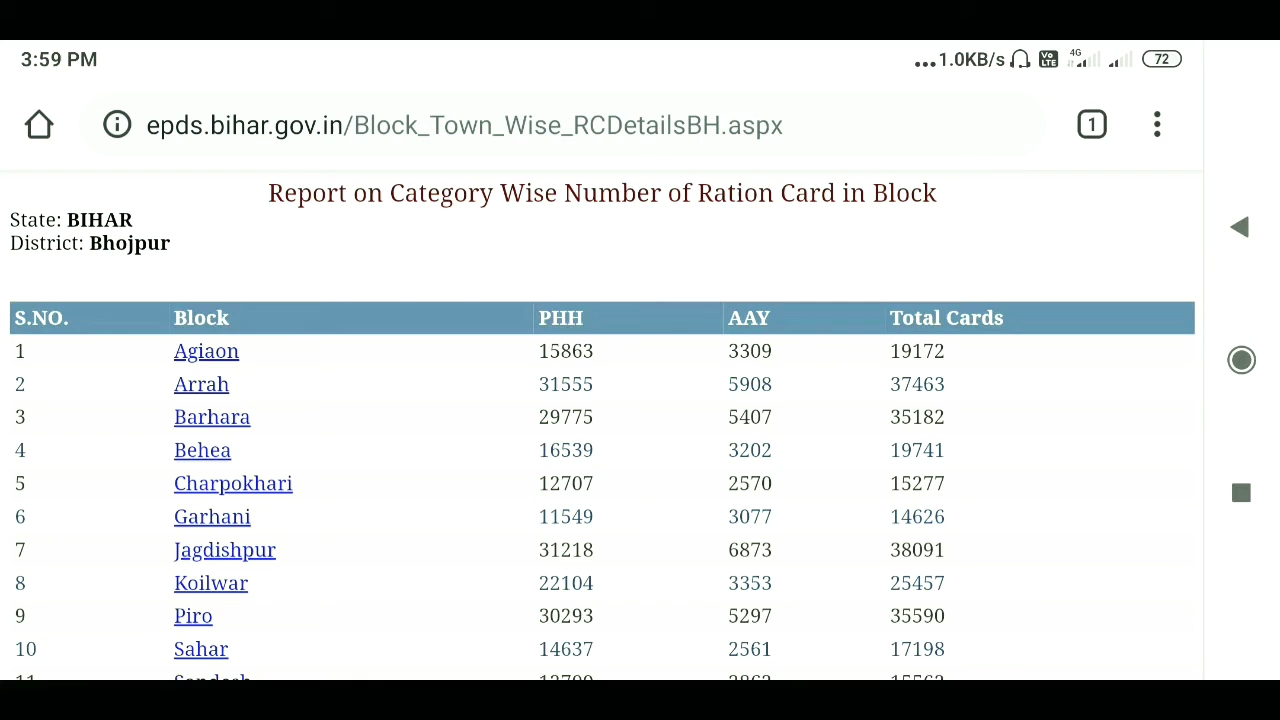 3:59 PM
...1.0KB/s Vo LTE 4G 72
epds.bihar.gov.in/Block_Town_Wise_RCDetailsBH.aspx 1
Report on Category Wise Number of Ration Card in Block
State: BIHAR
District: Bhojpur
S.NO. Block PHH AAY Total Cards
1 Agiaon 15863 3309 19172
2 Arrah 31555 5908 37463
3 Barhara 29775 5407 35182
4 Behea 16539 3202 19741
5 Charpokhari 12707 2570 15277
6 Garhani 11549 3077 14626
7 Jagdishpur 31218 6873 38091
8 Koilwar 22104 3353 25457
9 Piro 30293 5297 35590
10 Sahar 14637 2561 17198